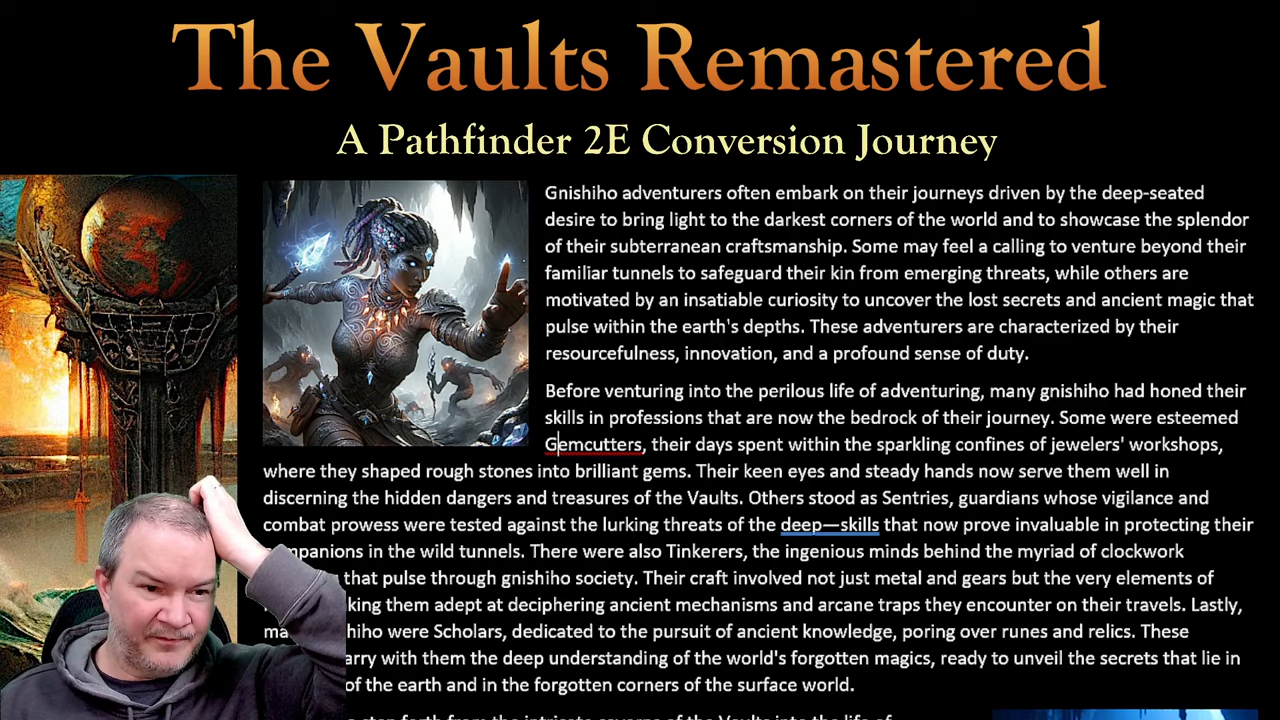 The Vaults Remastered
A Pathfinder 2E Conversion Journey
Gnishiho adventurers often embark on their journeys driven by the deep-seated
desire to bring light to the darkest corners of the world and to showcase the splendor
of their subterranean craftsmanship. Some may feel a calling to venture beyond their
familiar tunnels to safeguard their kin from emerging threats, while others are
motivated by an insatiable curiosity to uncover the lost secrets and ancient magic that
pulse within the earth's depths. These adventurers are characterized by their
resourcefulness, innovation, and a profound sense of duty.
Before venturing into the perilous life of adventuring, many gnishiho had honed their
skills in professions that are now the bedrock of their journey. Some were esteemed
Gemcutters, their days spent within the sparkling confines of jewelers' workshops,
where they shaped rough stones into brilliant gems. Their keen eyes and steady hands now serve them well in
discerning the hidden dangers and treasures of the Vaults. Others stood as Sentries, guardians whose vigilance and
combat prowess were tested against the lurking threats of the deep—skills that now prove invaluable in protecting their
in the wild tunnels. There were also Tinkerers, the ingenious minds behind the myriad of clockwork
that pulse through gnishiho society. Their craft involved not just metal and gears but the very elements of
them adept at deciphering ancient mechanisms and arcane traps they encounter on their travels. Lastly,
were Scholars, dedicated to the pursuit of ancient knowledge, poring over runes and relics. These
with them the deep understanding of the world's forgotten magics, ready to unveil the secrets that lie in
of the earth and in the forgotten corners of the surface world.
step forth from the intricate caverns of the Vaults into the life of